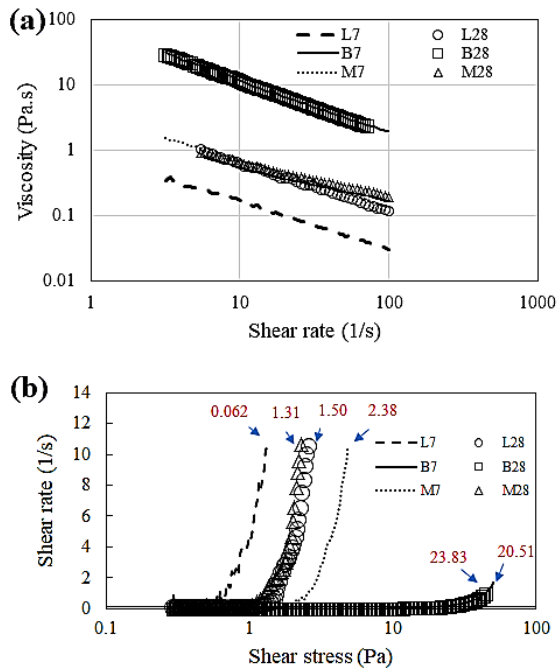 (a)
100
10
1
0.1
0.01
Viscosity (Pa.s)
L7
L28
B7
B28
M7
M28
1
10
100
1000
Shear rate (1/s)
(b)
14
12
10
8
6
4
2
0
Shear rate (1/s)
0.062
1.31
1.50
2.38
L7
L28
B7
B28
M7
M28
23.83
20.51
0.1
1
10
100
Shear stress (Pa)